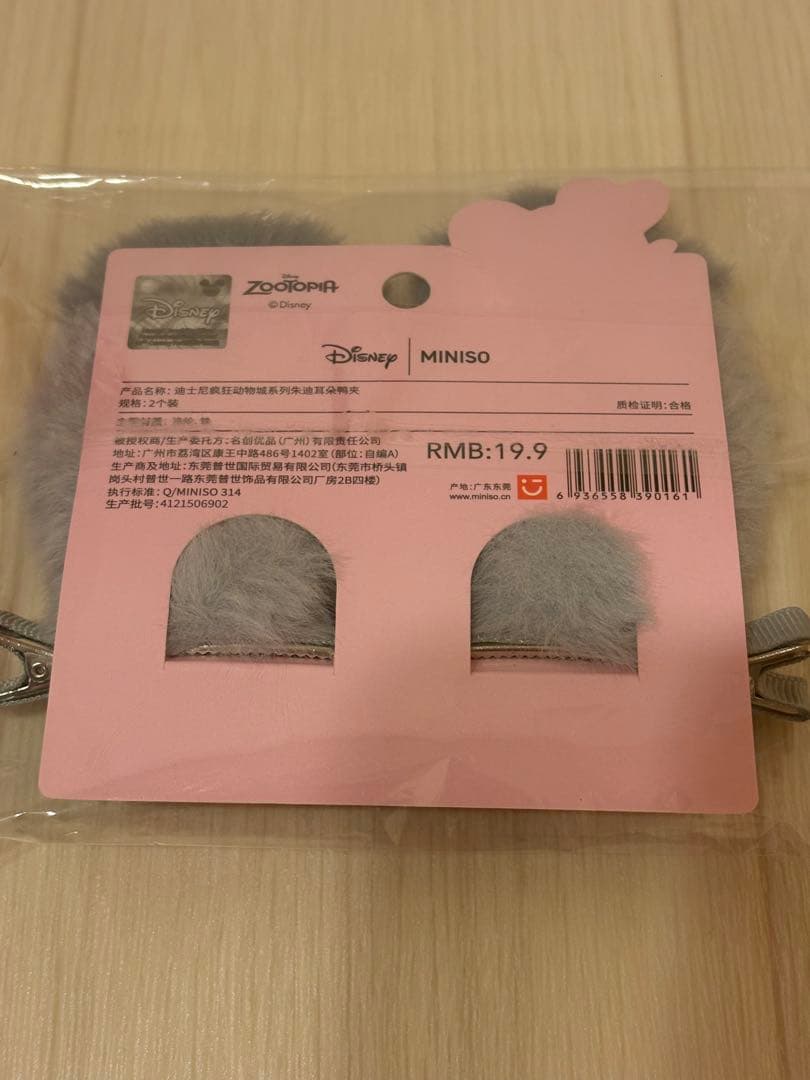 Disney
Disney
ZOOTOPIA
©Disney
Disney | MINISO
产品名称：迪士尼疯狂动物城系列朱迪耳朵鸭夹
规格：2个装
质检证明：合格
被授权商/生产委托方：名创优品（广州）有限责任公司
地址：广州市荔湾区康王中路486号1402室（部位：自编A）
生产商及地址：东莞普世国际贸易有限公司（东莞市桥头镇
岗头村普世一路东莞普世饰品有限公司厂房2B四楼）
执行标准：Q/MINISO 314
生产批号：4121506902
RMB:19.9
产地：广东东莞
www.miniso.cn
6 936558 390161